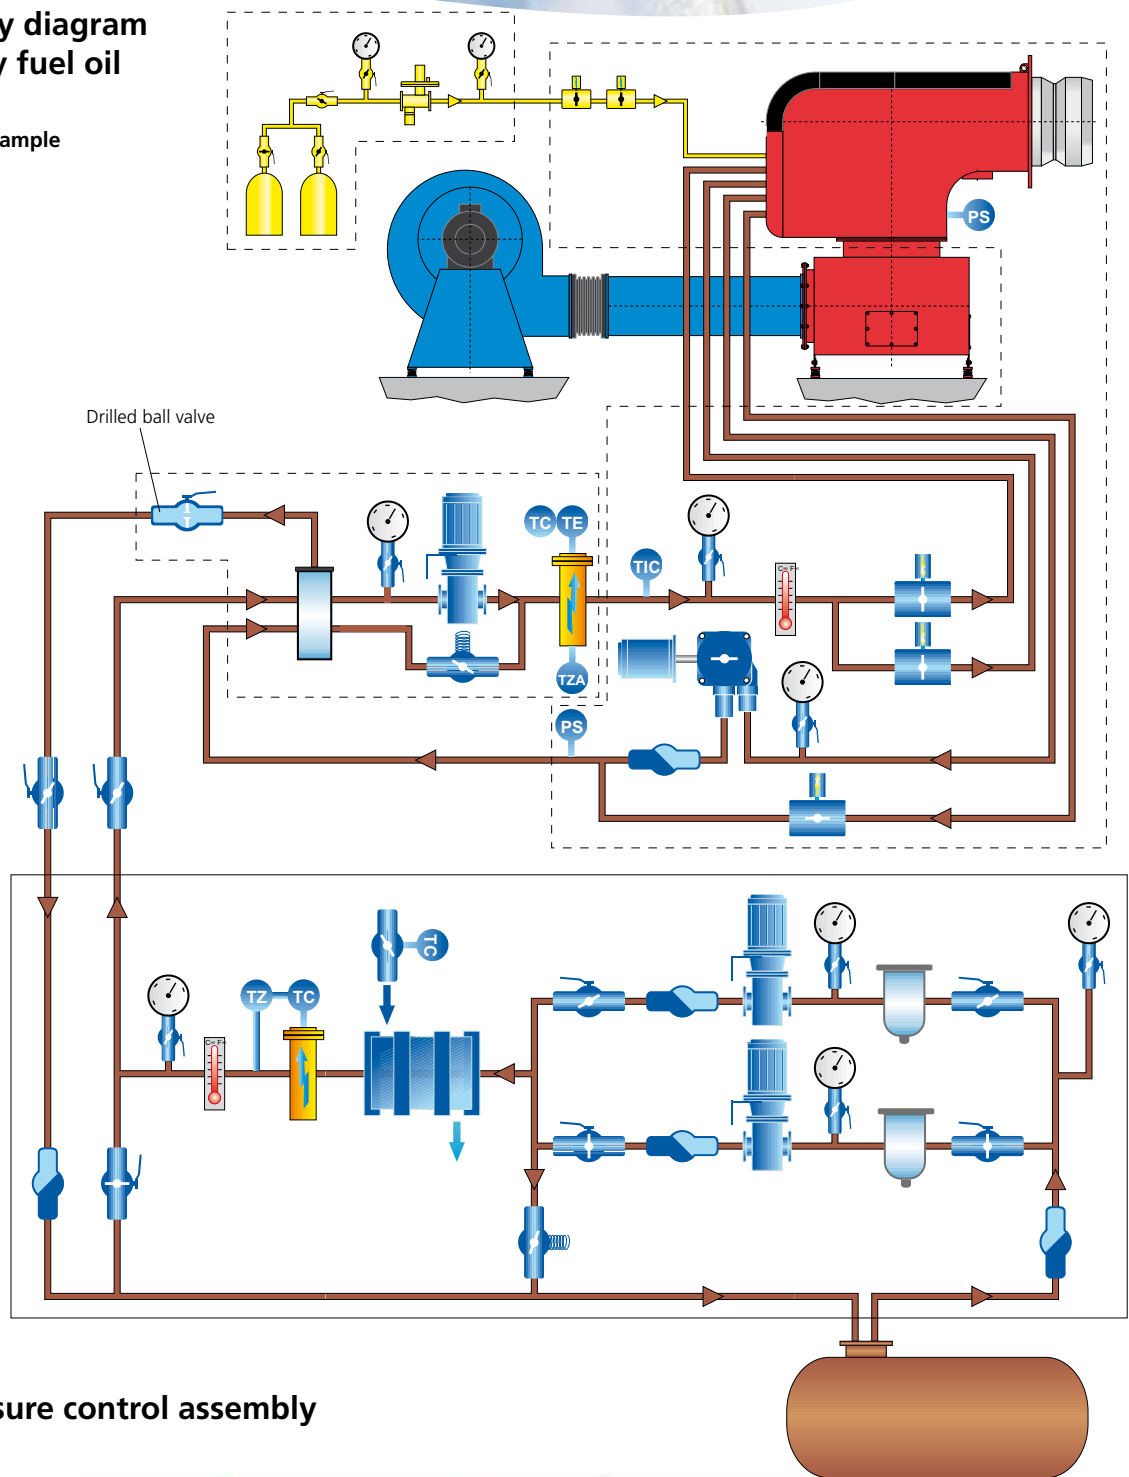 y diagram
y fuel oil
ample
PS
Drilled ball valve
TC
TE
TIC
C° F°
TZA
PS
TC
TZ
TC
C° F°
sure control assembly